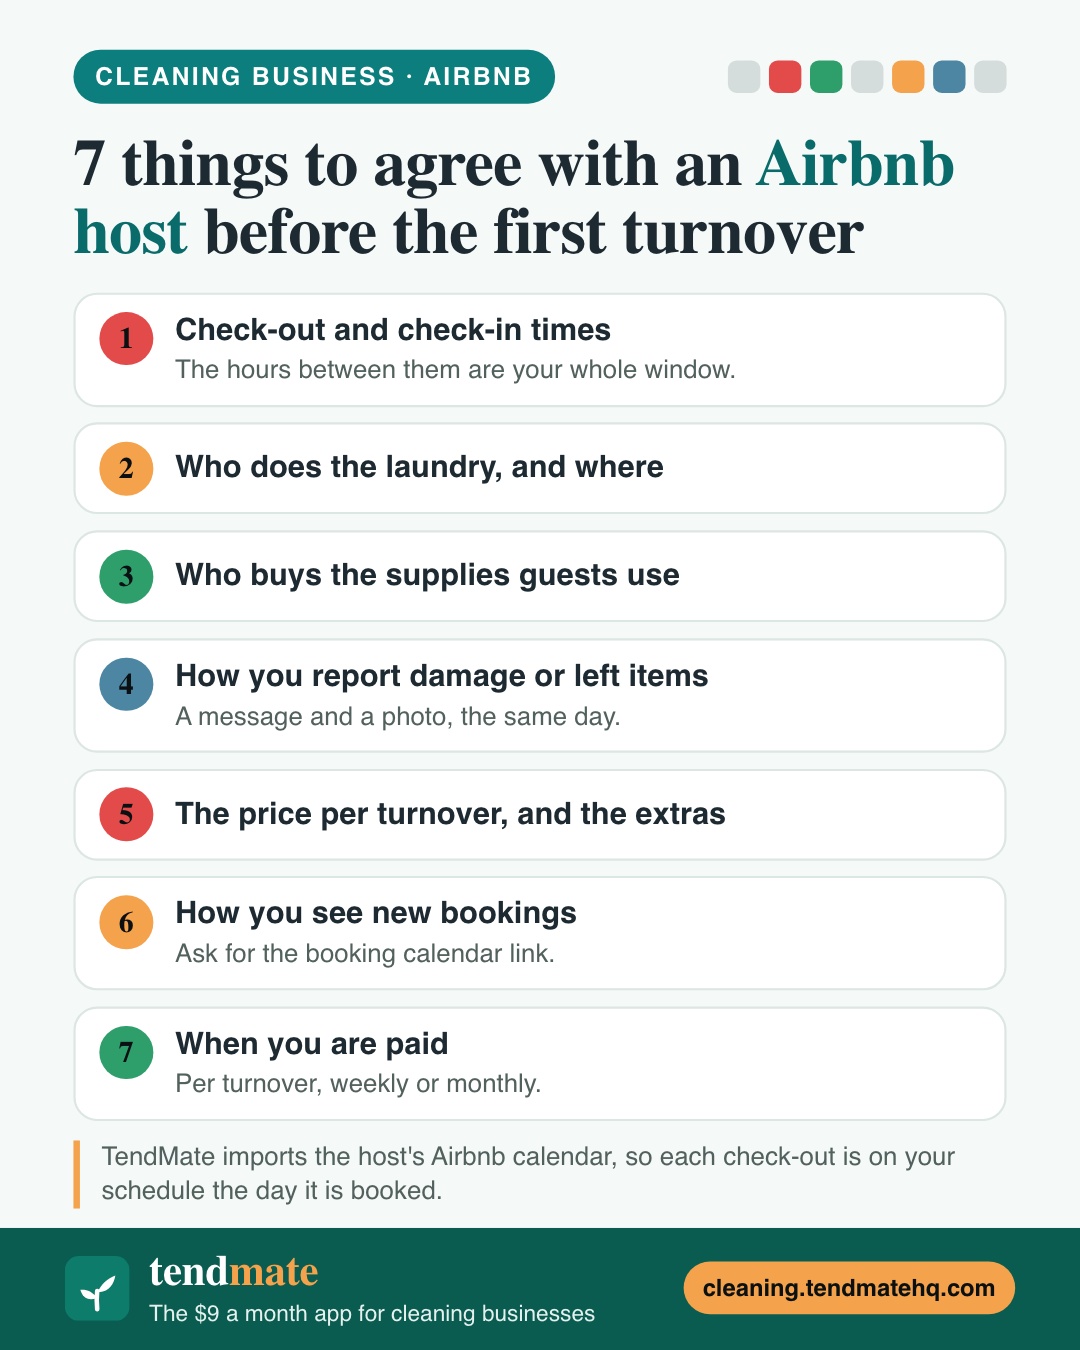 CLEANING BUSINESS · AIRBNB
7 things to agree with an Airbnb
host before the first turnover
1
Check-out and check-in times
The hours between them are your whole window.
2
Who does the laundry, and where
3
Who buys the supplies guests use
4
How you report damage or left items
A message and a photo, the same day.
5
The price per turnover, and the extras
6
How you see new bookings
Ask for the booking calendar link.
7
When you are paid
Per turnover, weekly or monthly.
TendMate imports the host's Airbnb calendar, so each check-out is on your
schedule the day it is booked.
tendmate
The $9 a month app for cleaning businesses
cleaning.tendmatehq.com